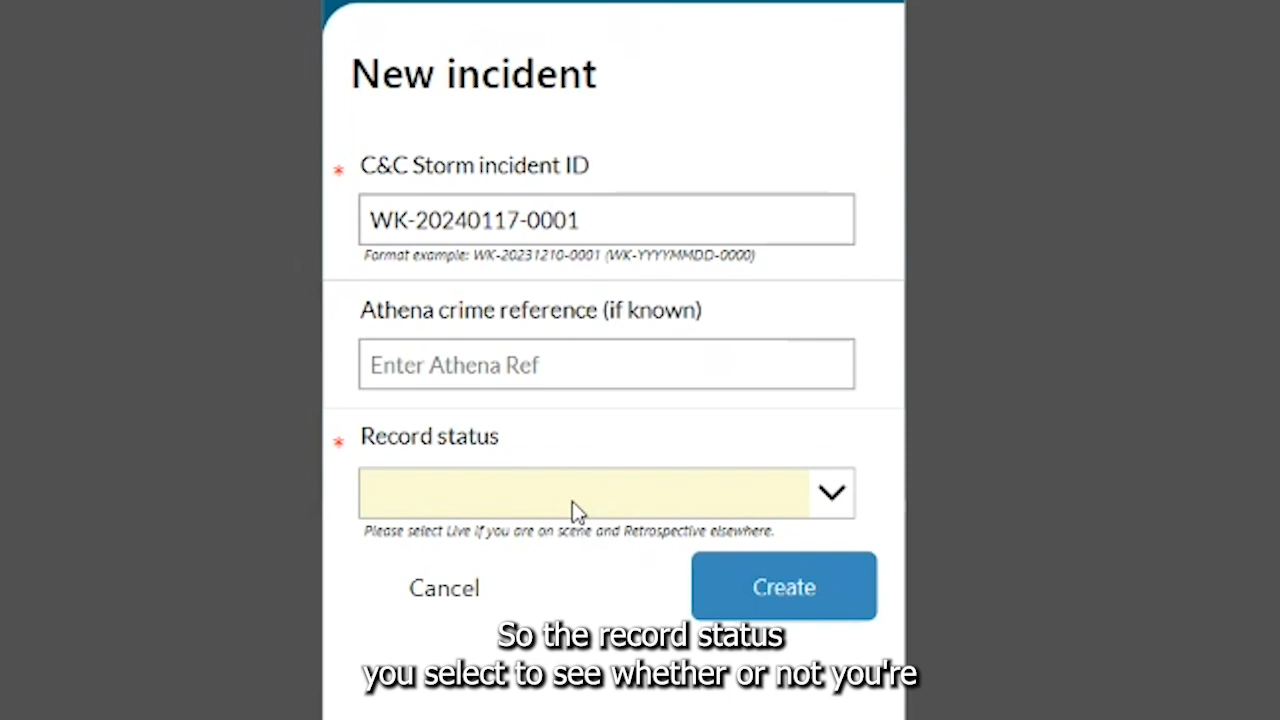 New incident
* C&C Storm incident ID
WK-20240117-0001
Format example: WK-20231210-0001 (WK-YYYYMMDD-0000)
Athena crime reference (if known)
Enter Athena Ref
* Record status
Please select Live if you are on scene and Retrospective elsewhere.
Cancel
Create
So the record status
you select to see whether or not you're